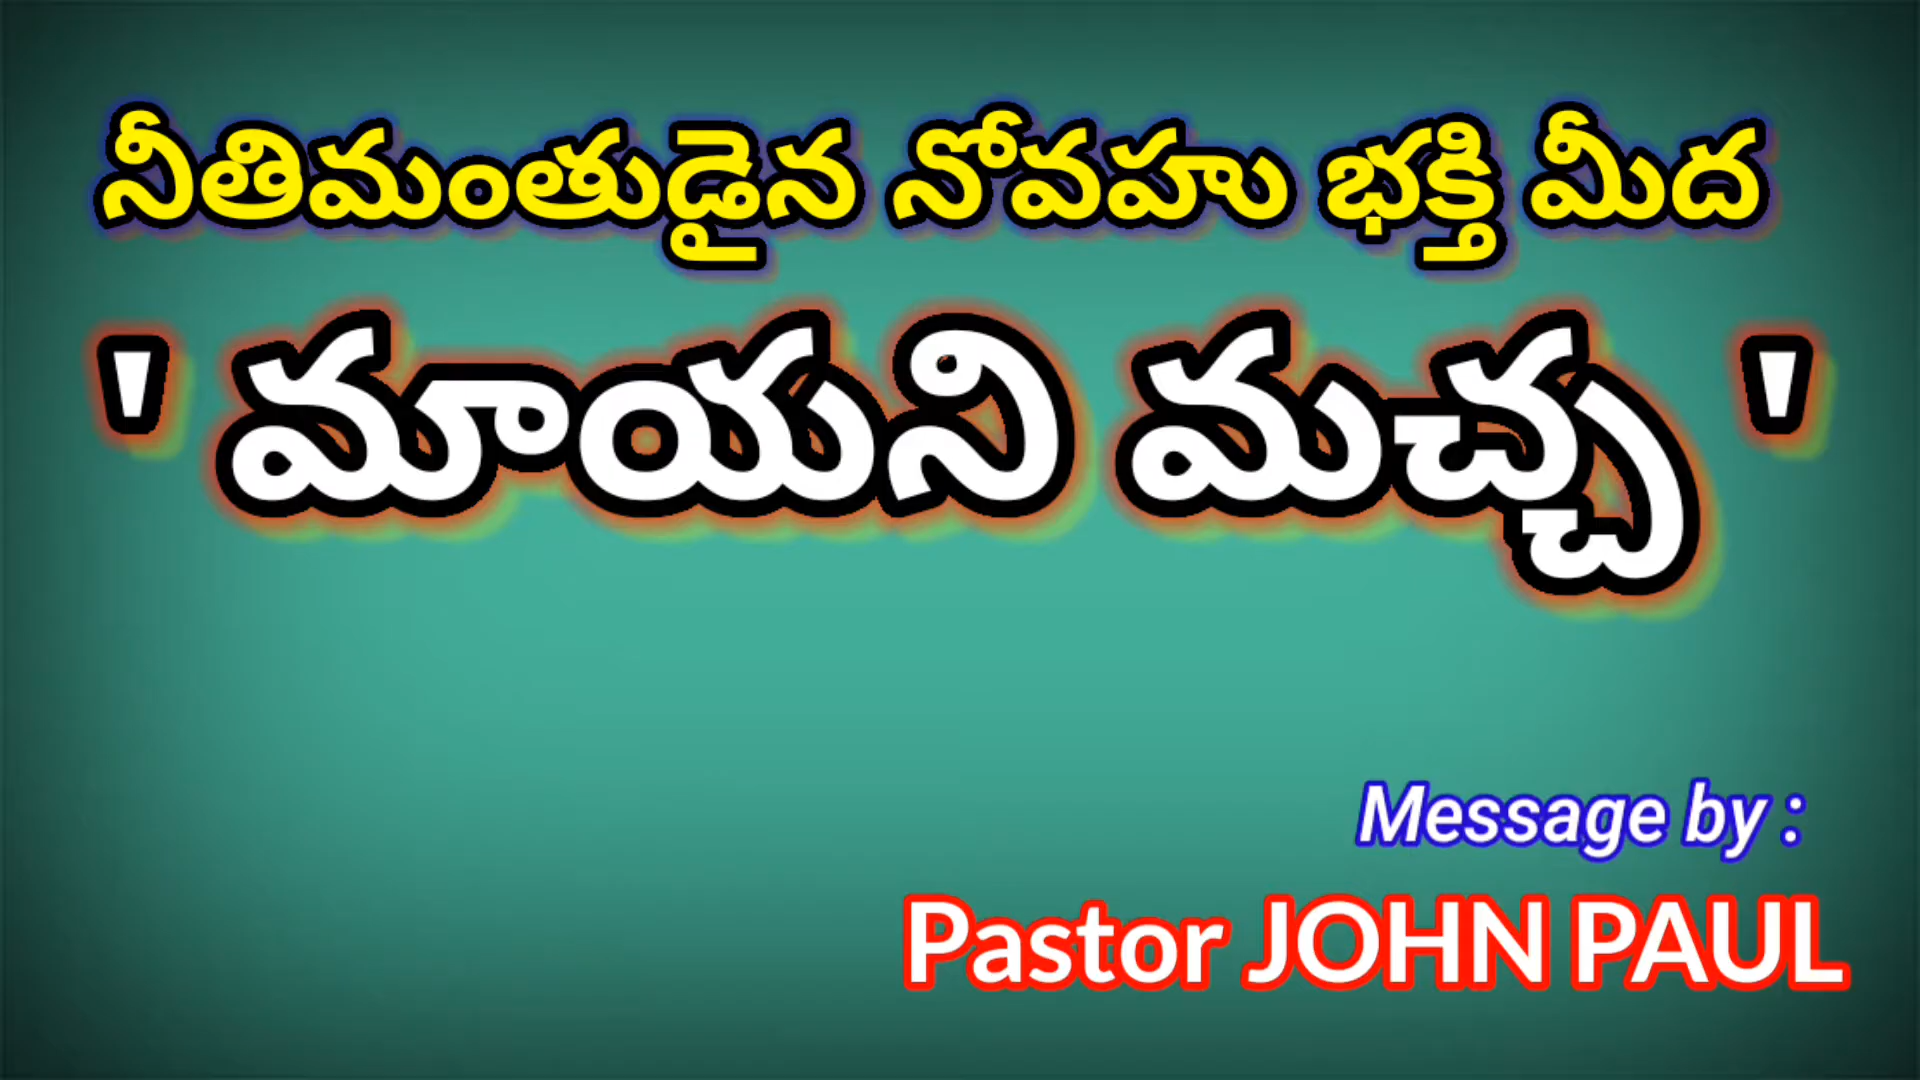 నీతిమంతుడైన నోవహు భక్తి మీద
' మాయని మచ్చ '
Message by :
Pastor JOHN PAUL